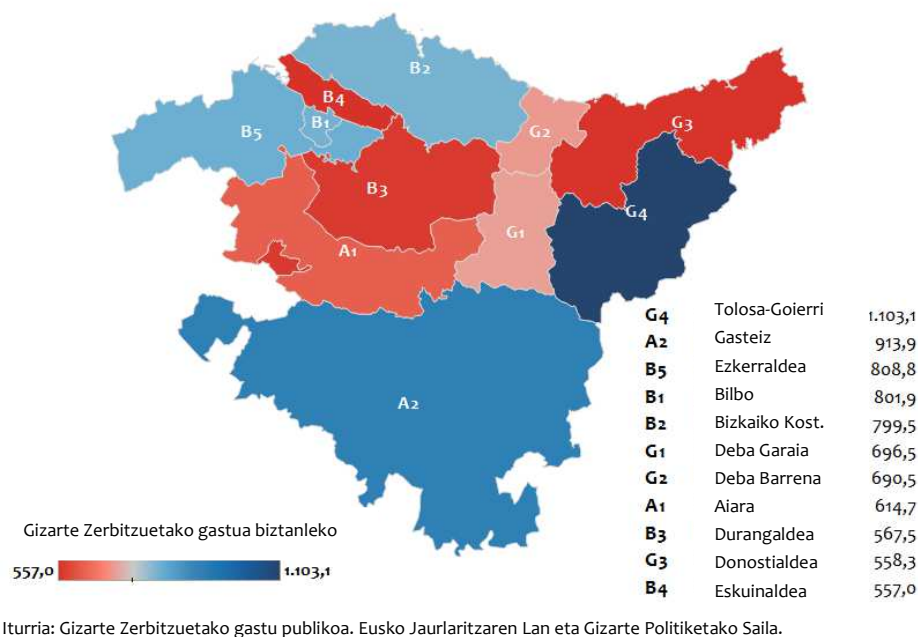 B2
B4
B1
B5
G2
G3
B3
G4
G1
A1
A2
G4 Tolosa-Goierri 1.103,1
A2 Gasteiz 913,9
B5 Ezkerraldea 808,8
B1 Bilbo 801,9
B2 Bizkaiko Kost. 799,5
G1 Deba Garaia 696,5
G2 Deba Barrena 690,5
A1 Aiara 614,7
B3 Durangaldea 567,5
G3 Donostialdea 558,3
B4 Eskuinaldea 557,0
Gizarte Zerbitzuetako gastua biztanleko
557,0 1.103,1
Iturria: Gizarte Zerbitzuetako gastu publikoa. Eusko Jaurlaritzaren Lan eta Gizarte Politiketako Saila.